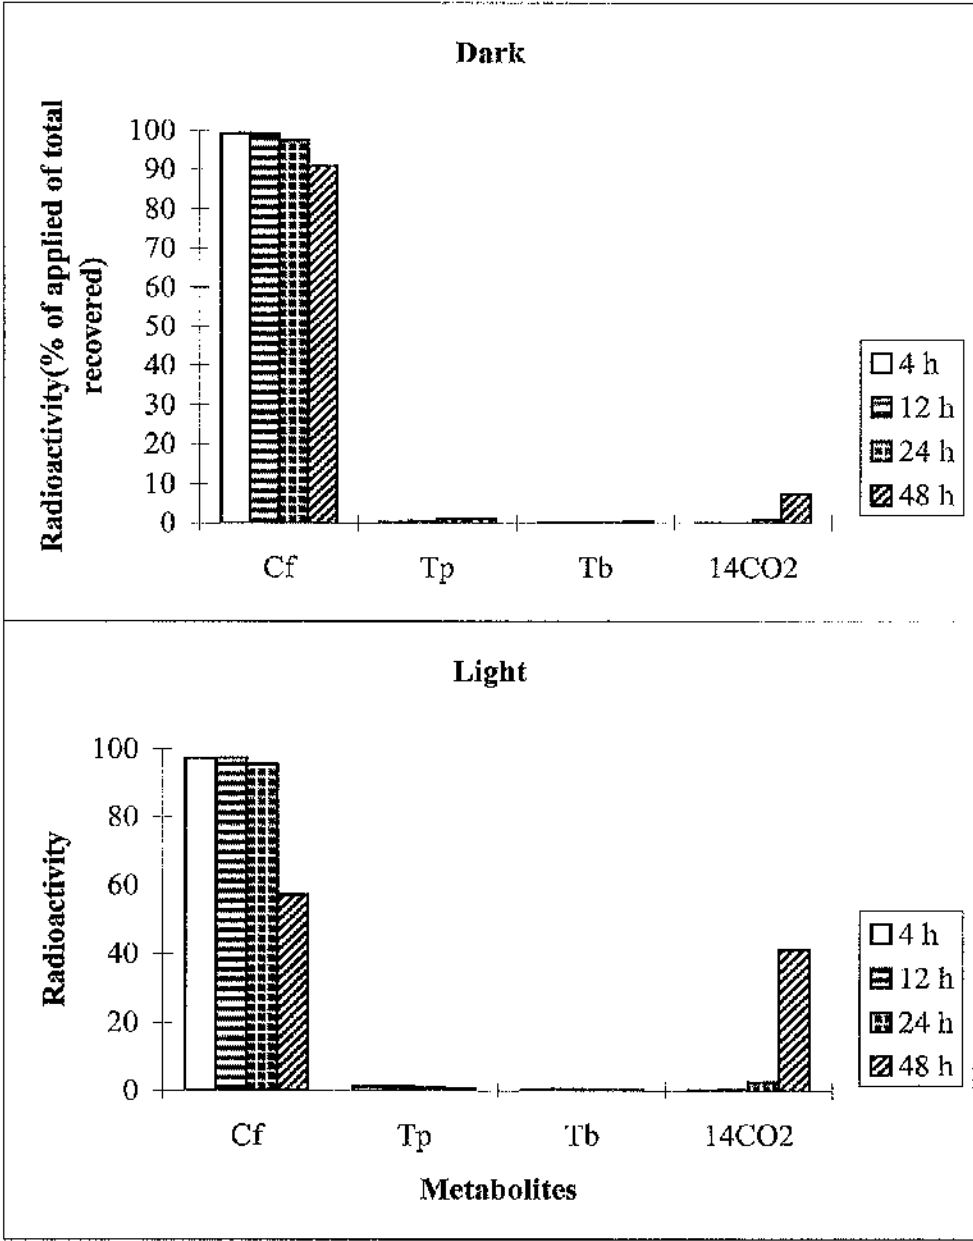 Dark
Radioactivity(% of applied of total
recovered)
100
90
80
70
60
50
40
30
20
10
0
Cf Tp Tb 14CO2
4 h
12 h
24 h
48 h
Light
Radioactivity
100
80
60
40
20
0
Cf Tp Tb 14CO2
4 h
12 h
24 h
48 h
Metabolites